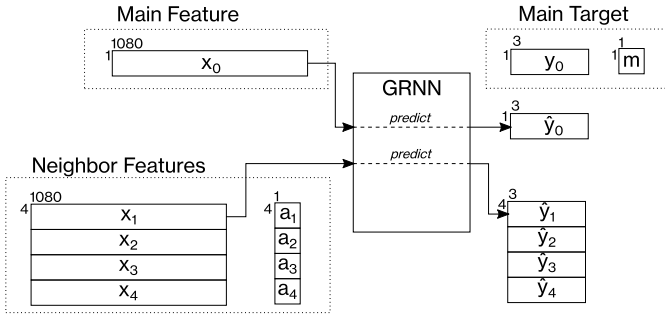 Main Feature
1080
1 x0
Main Target
3
1 y0
1
1 m
GRNN
predict
predict
3
1 ŷ0
Neighbor Features
1080
4 x1
x2
x3
x4
1
4 a1
a2
a3
a4
3
4 ŷ1
ŷ2
ŷ3
ŷ4